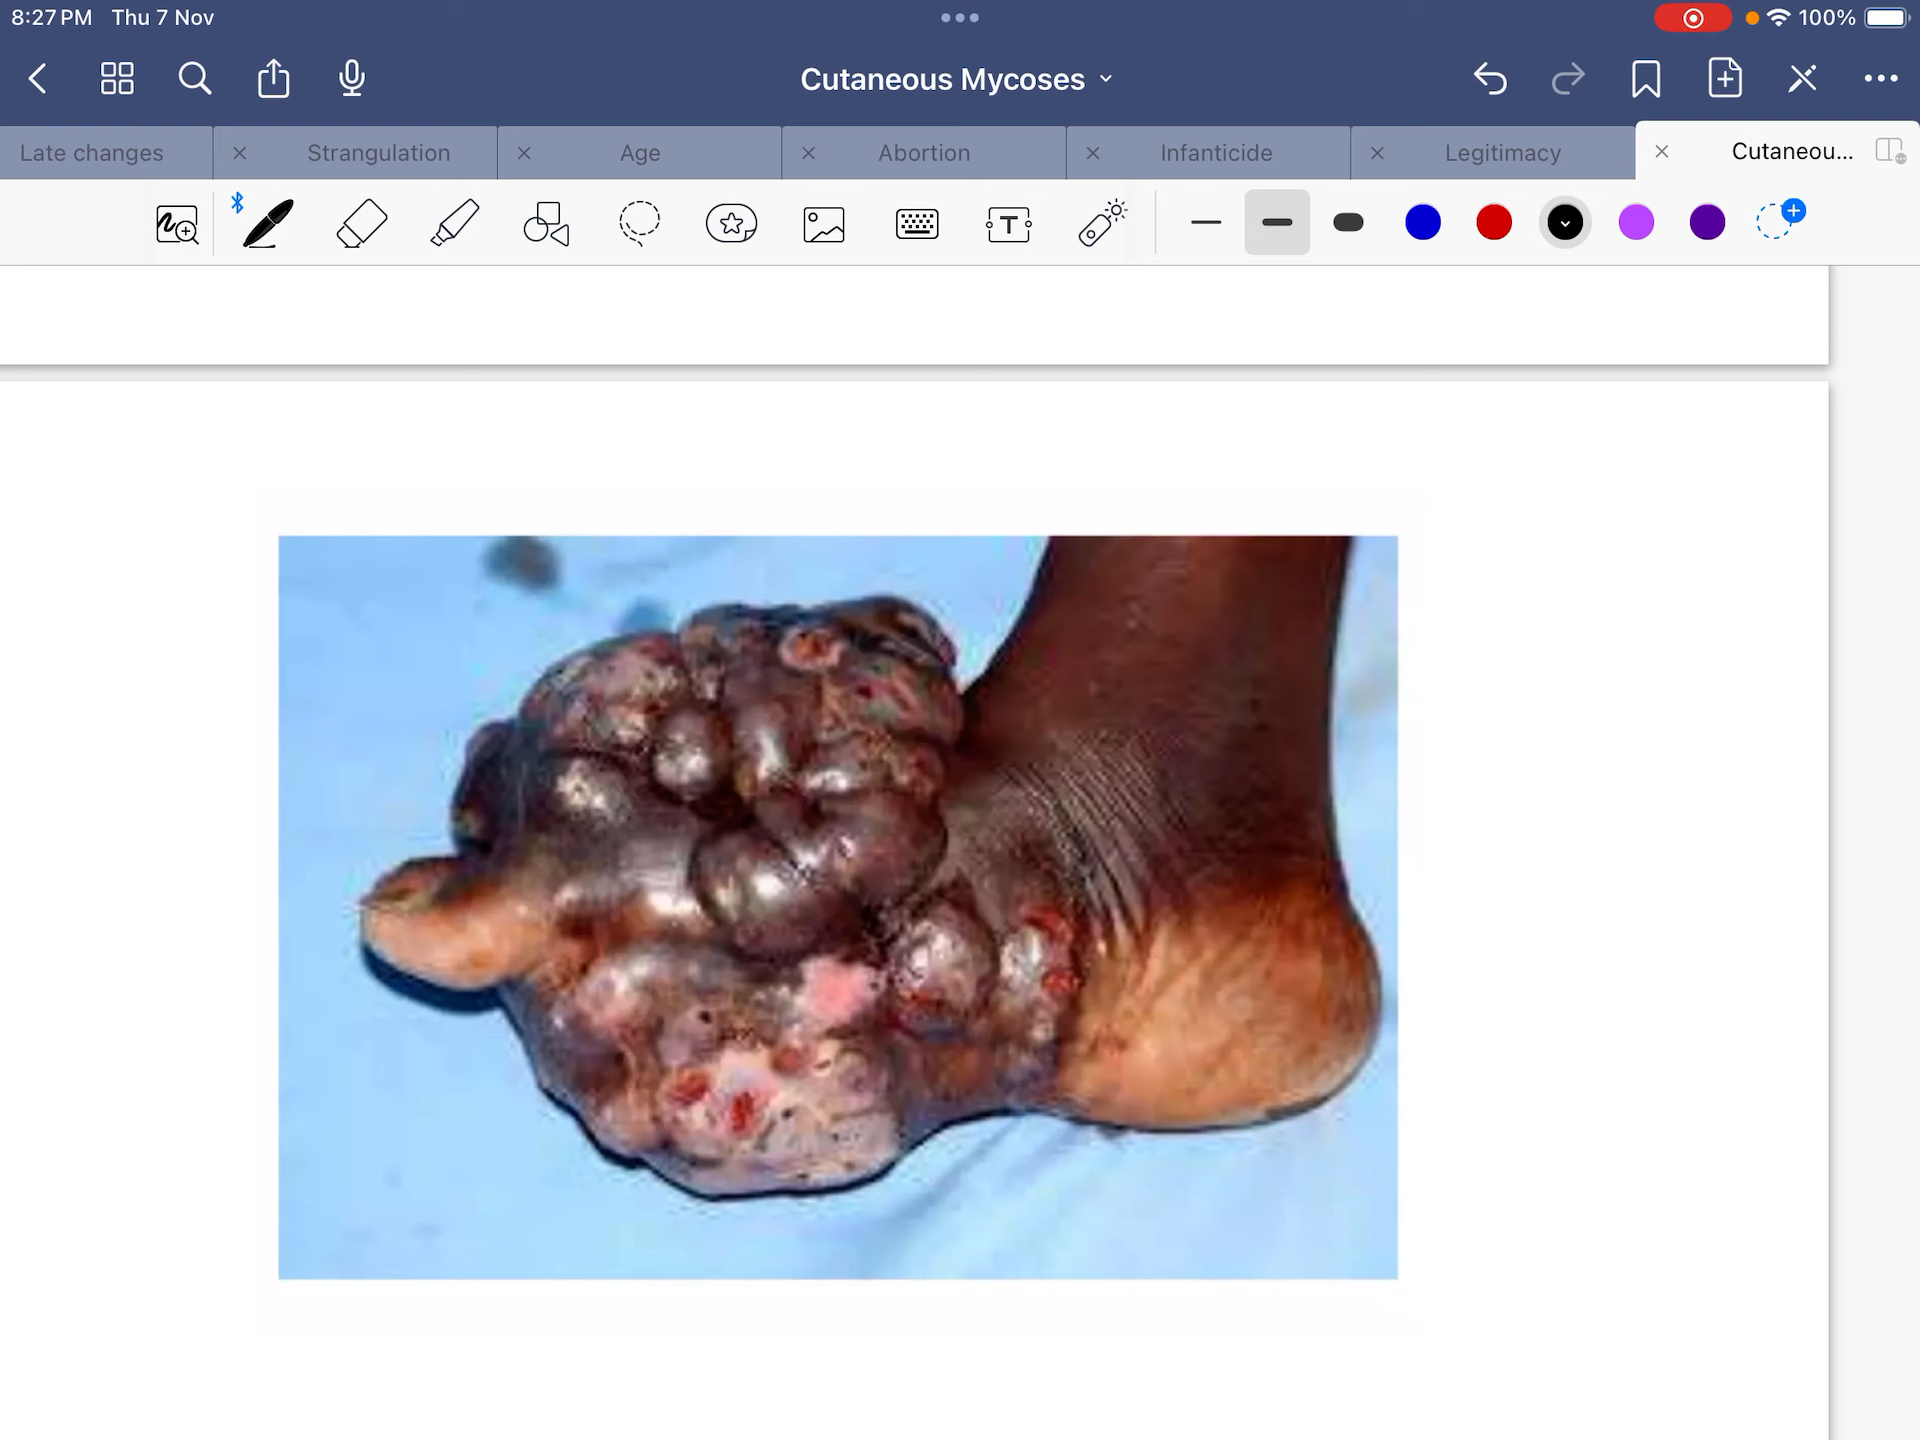 8:27 PM Thu 7 Nov
100%
Cutaneous Mycoses
Late changes
Strangulation
Age
Abortion
Infanticide
Legitimacy
Cutaneou...
T